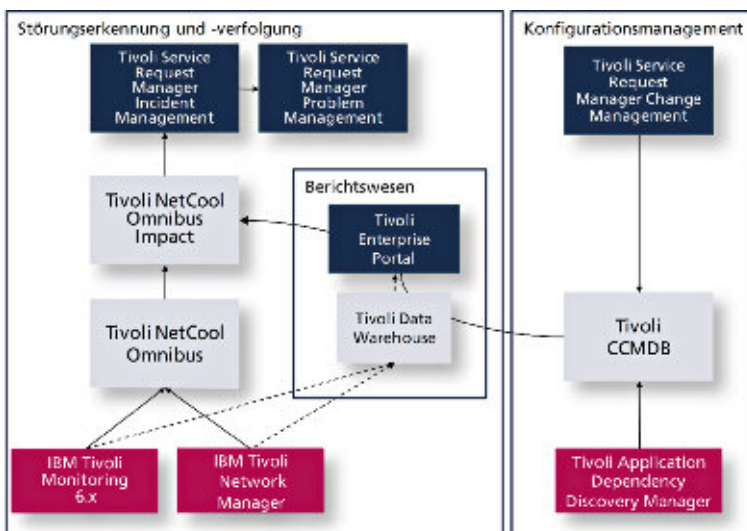 Störungserkennung und -verfolgung
Tivoli Service
Request
Manager
Incident
Management
Tivoli Service
Request
Manager
Problem
Management
Tivoli NetCool
Omnibus
Impact
Tivoli NetCool
Omnibus
IBM Tivoli
Monitoring
6.x
IBM Tivoli
Network
Manager
Berichtswesen
Tivoli
Enterprise
Portal
Tivoli Data
Warehouse
Konfigurationsmanagement
Tivoli Service
Request
Manager Change
Management
Tivoli
CCMDB
Tivoli Application
Dependency
Discovery Manager